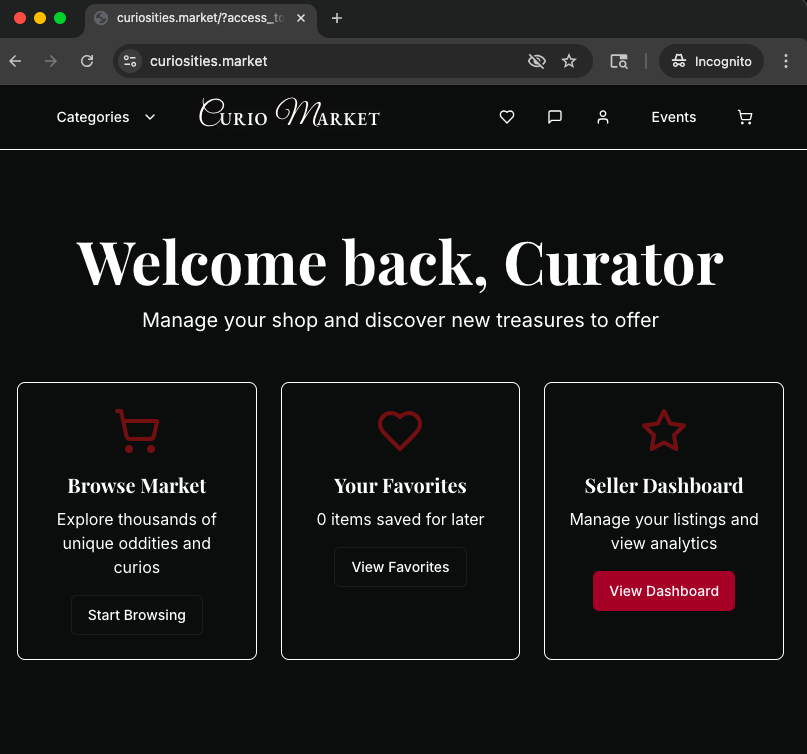 curiosities.market/?access_to
curiosities.market
Incognito
Categories
Curio Market
Events
Welcome back, Curator
Manage your shop and discover new treasures to offer
Browse Market
Explore thousands of
unique oddities and
curios
Start Browsing
Your Favorites
0 items saved for later
View Favorites
Seller Dashboard
Manage your listings and
view analytics
View Dashboard